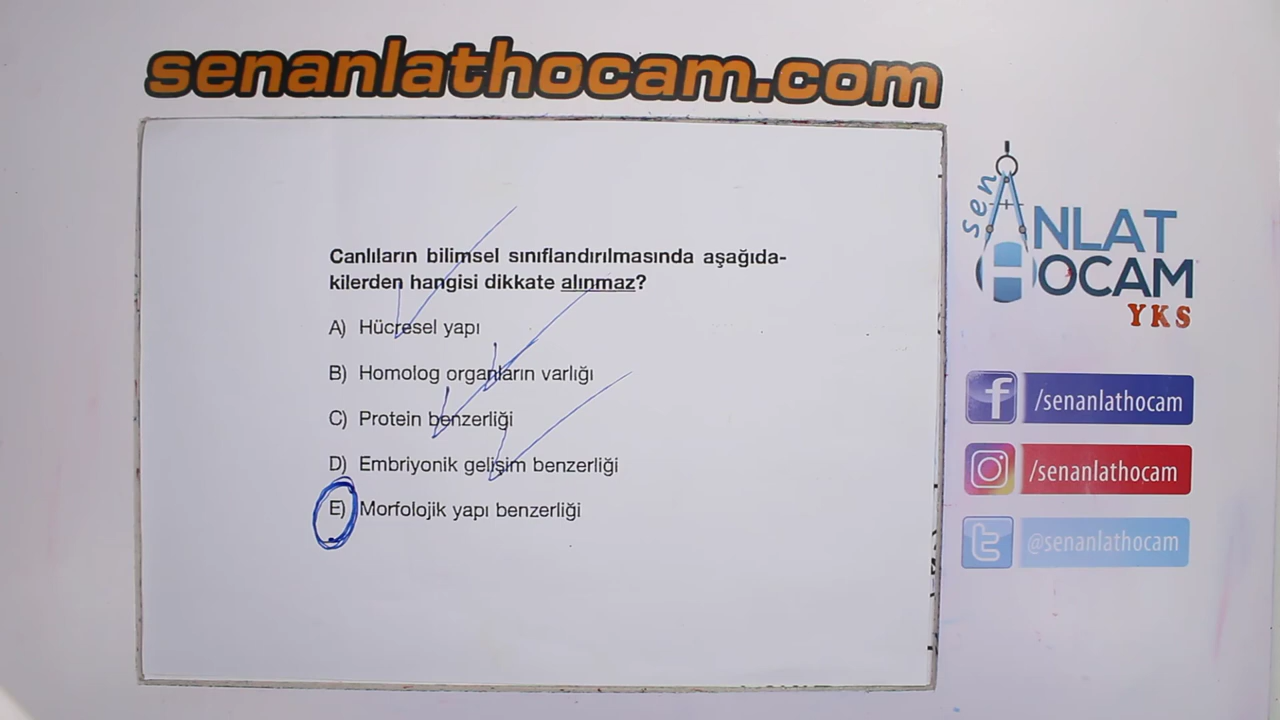 senanlathocam.com
Canlıların bilimsel sınıflandırılmasında aşağıda-
kilerden hangisi dikkate alınmaz?
A) Hücresel yapı
B) Homolog organların varlığı
C) Protein benzerliği
D) Embriyonik gelişim benzerliği
E) Morfolojik yapı benzerliği
sen
ANLAT
HOCAM
YKS
/senanlathocam
/senanlathocam
@senanlathocam